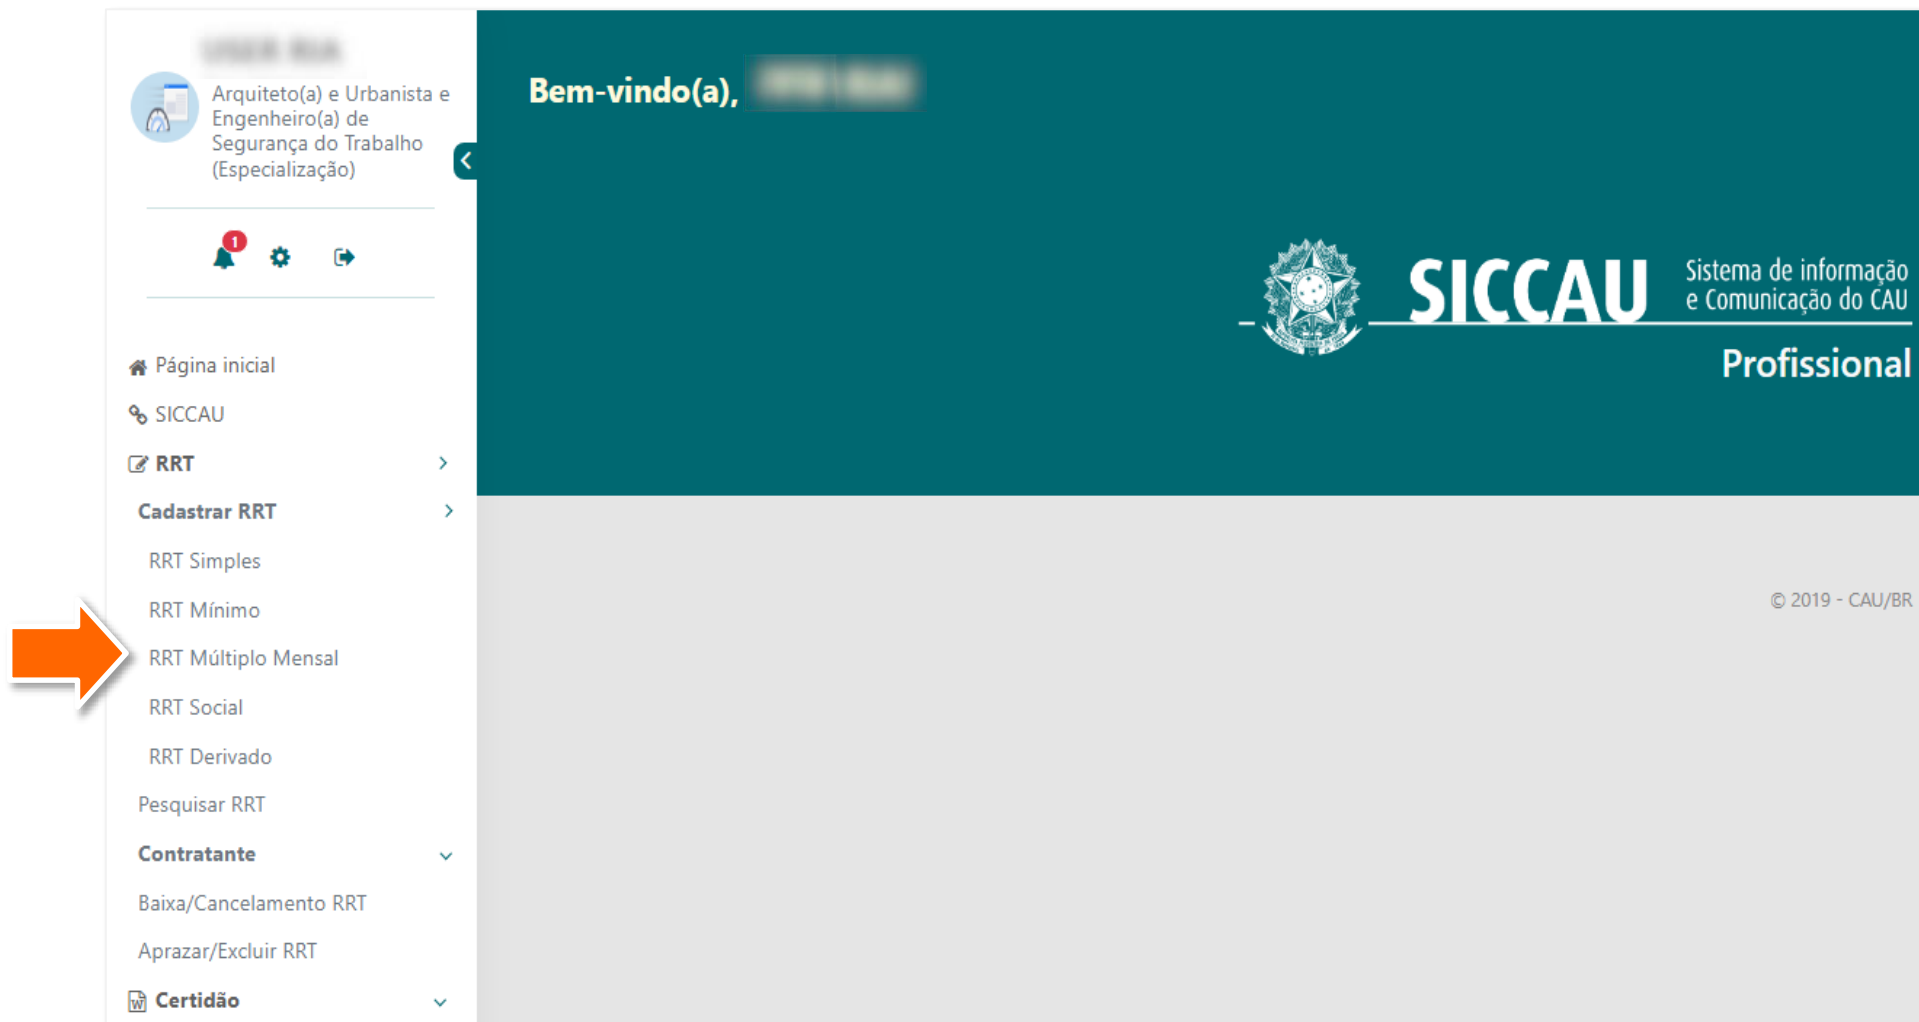 Arquiteto(a) e Urbanista e
Engenheiro(a) de
Segurança do Trabalho
(Especialização)
1
Página inicial
SICCAU
RRT
Cadastrar RRT
RRT Simples
RRT Mínimo
RRT Múltiplo Mensal
RRT Social
RRT Derivado
Pesquisar RRT
Contratante
Baixa/Cancelamento RRT
Aprazar/Excluir RRT
Certidão
Bem-vindo(a),
SICCAU
Sistema de informação
e Comunicação do CAU
Profissional
© 2019 - CAU/BR